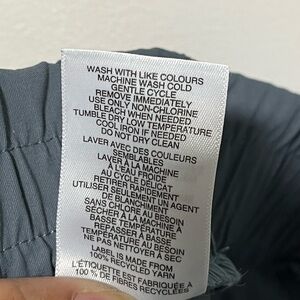 WASH WITH LIKE COLOURS
MACHINE WASH COLD
GENTLE CYCLE
REMOVE IMMEDIATELY
USE ONLY NON-CHLORINE
BLEACH WHEN NEEDED
TUMBLE DRY LOW TEMPERATURE
COOL IRON IF NEEDED
DO NOT DRY CLEAN
LAVER AVEC DES COULEURS
SEMBLABLES
LAVER À LA MACHINE
À L'EAU FROIDE
AU CYCLE DÉLICAT
RETIRER RAPIDEMENT
UTILISER SEULEMENT UN AGENT
DE BLANCHIMENT
SANS CHLORE AU BESOIN
SÉCHER À LA MACHINE À
BASSE TEMPÉRATURE
REPASSER À BASSE
TEMPÉRATURE AU BESOIN
NE PAS NETTOYER À SEC
LABEL IS MADE FROM
100% RECYCLED YARN
L'ÉTIQUETTE EST FABRIQUÉE À
100 % DE FIBRES RECYCLÉES